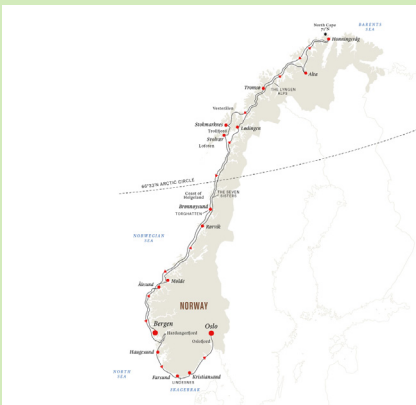 North Cape
71°N
BARENTS
SEA
Honningsvåg
Alta
Tromsø
THE LYNGEN
ALPS
Vesterålen
Stokmarknes
Trollfjord
Lødingen
Svolvær
Lofoten
66°33'N ARCTIC CIRCLE
Coast of
Helgeland
THE SEVEN
SISTERS
Brønnøysund
TORGHATTEN
Rørvik
NORWEGIAN
SEA
Molde
Ålesund
NORWAY
Bergen
Oslo
Hardangerfjord
Oslofjord
Haugesund
NORTH
SEA
Farsund
Kristiansand
LINDESNES
SKAGERRAK